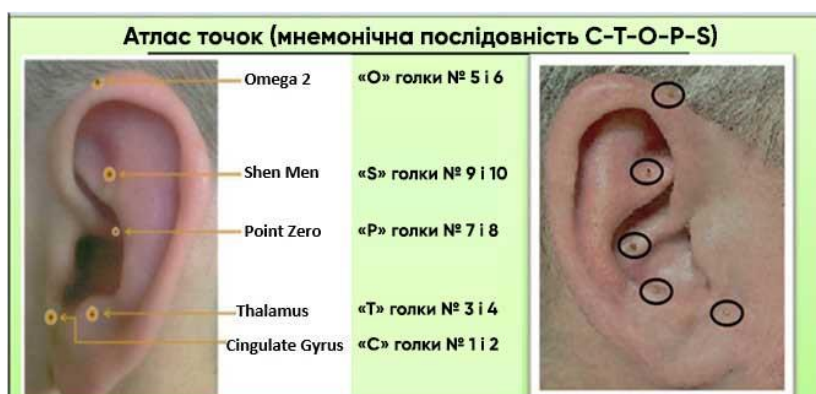 Атлас точок (мнемонічна послідовність C-T-O-P-S)
Omega 2 «O» голки № 5 і 6
Shen Men «S» голки № 9 і 10
Point Zero «P» голки № 7 і 8
Thalamus «T» голки № 3 і 4
Cingulate Gyrus «C» голки № 1 і 2